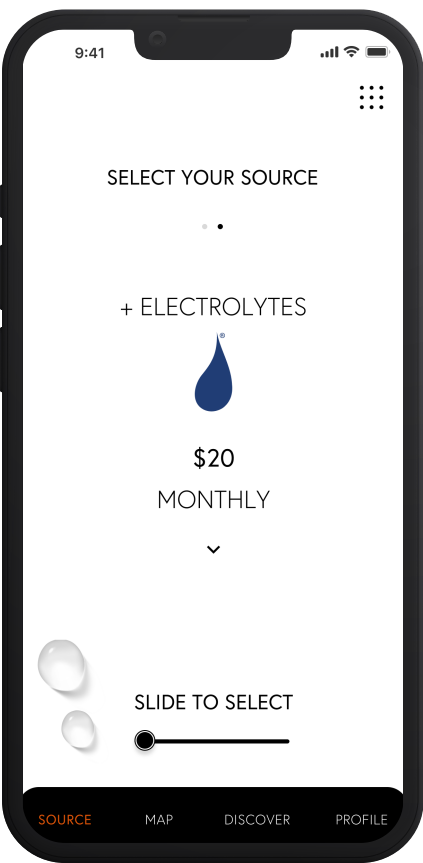 9:41
SELECT YOUR SOURCE
+ ELECTROLYTES
®
$20
MONTHLY
SLIDE TO SELECT
SOURCE MAP DISCOVER PROFILE